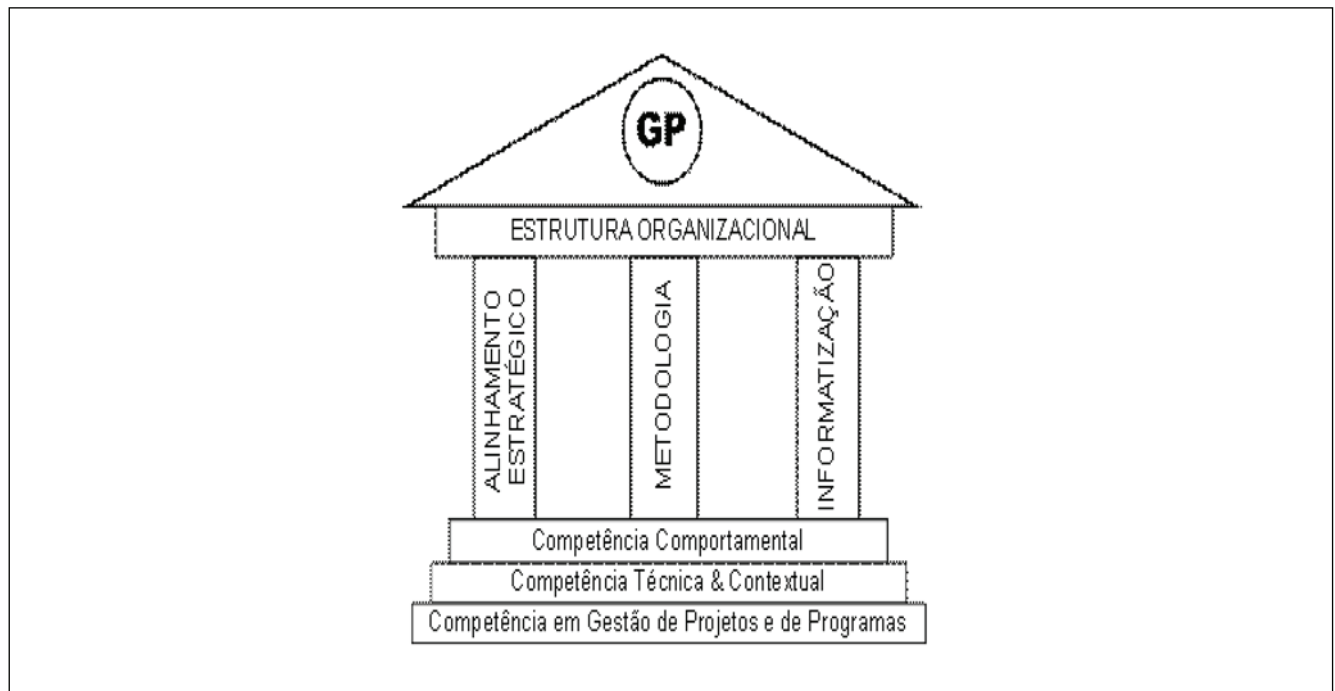 GP
ESTRUTURA ORGANIZACIONAL
ALINHAMENTO
ESTRATÉGICO
METODOLOGIA
INFORMATIZAÇÃO
Competência Comportamental
Competência Técnica & Contextual
Competência em Gestão de Projetos e de Programas